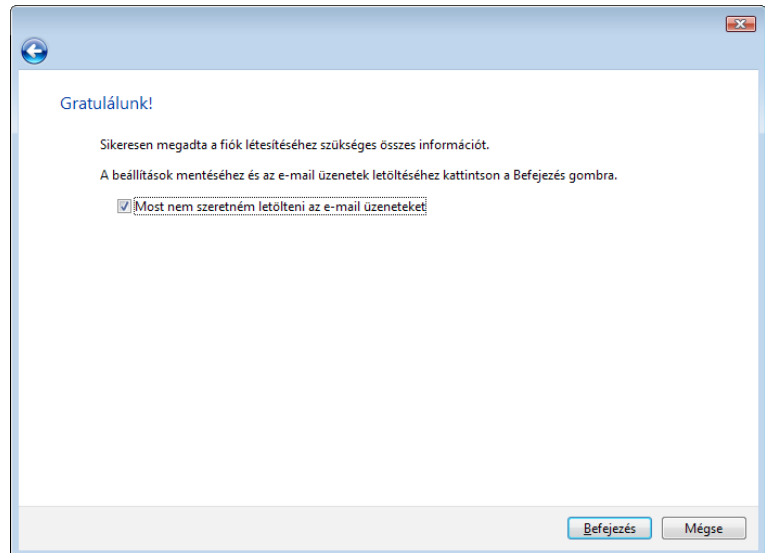 Gratulálunk!
Sikeresen megadta a fiók létesítéséhez szükséges összes információt.
A beállítások mentéséhez és az e-mail üzenetek letöltéséhez kattintson a Befejezés gombra.
Most nem szeretném letölteni az e-mail üzeneteket
Befejezés Mégse